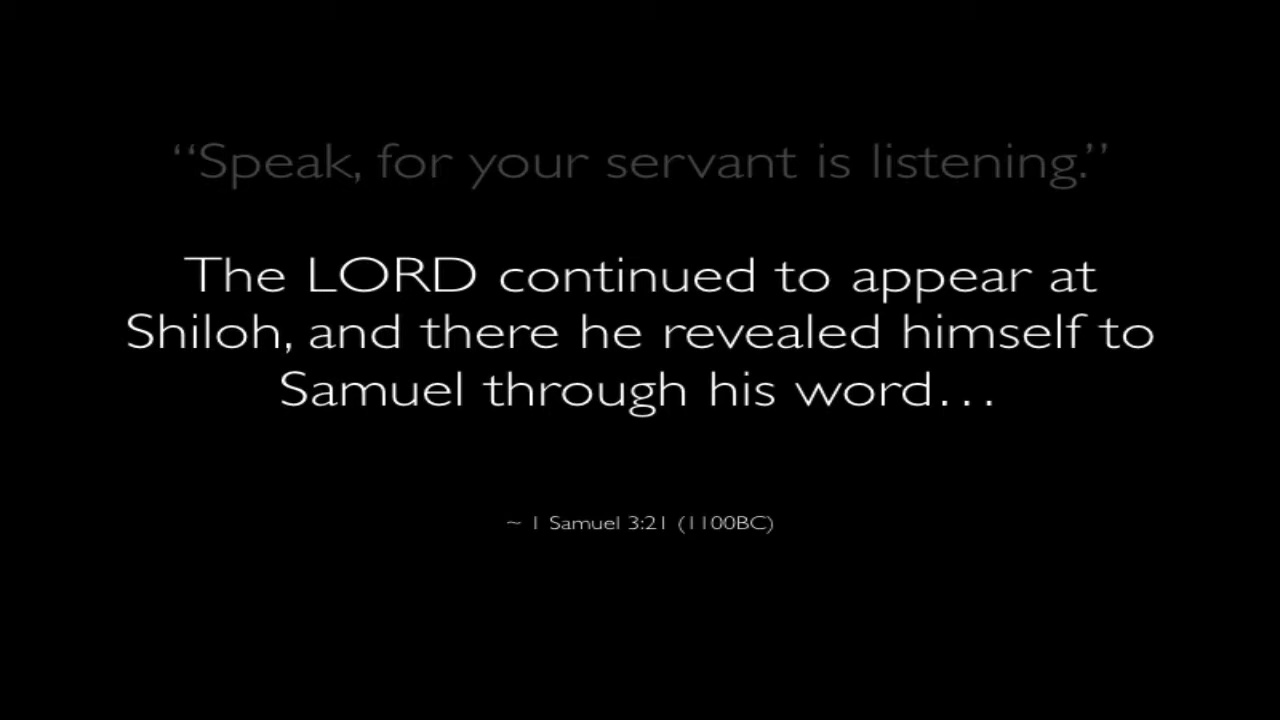 “Speak, for your servant is listening.”
The LORD continued to appear at
Shiloh, and there he revealed himself to
Samuel through his word…
~ 1 Samuel 3:21 (1100BC)